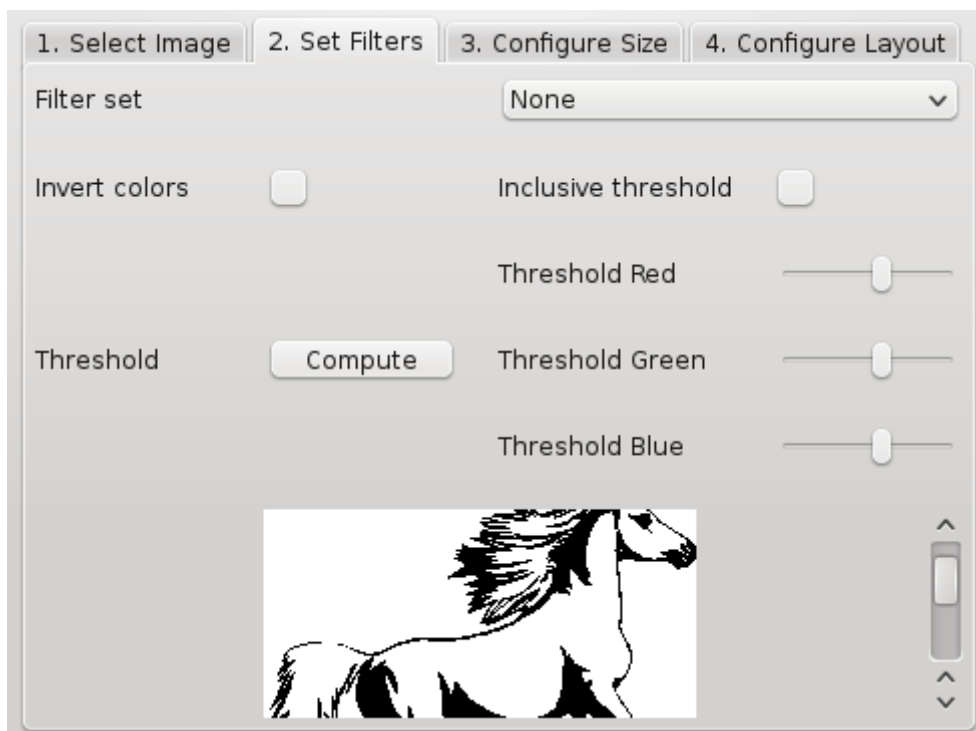 1. Select Image 2. Set Filters 3. Configure Size 4. Configure Layout
Filter set None
Invert colors Inclusive threshold
Threshold Red
Threshold Compute Threshold Green
Threshold Blue